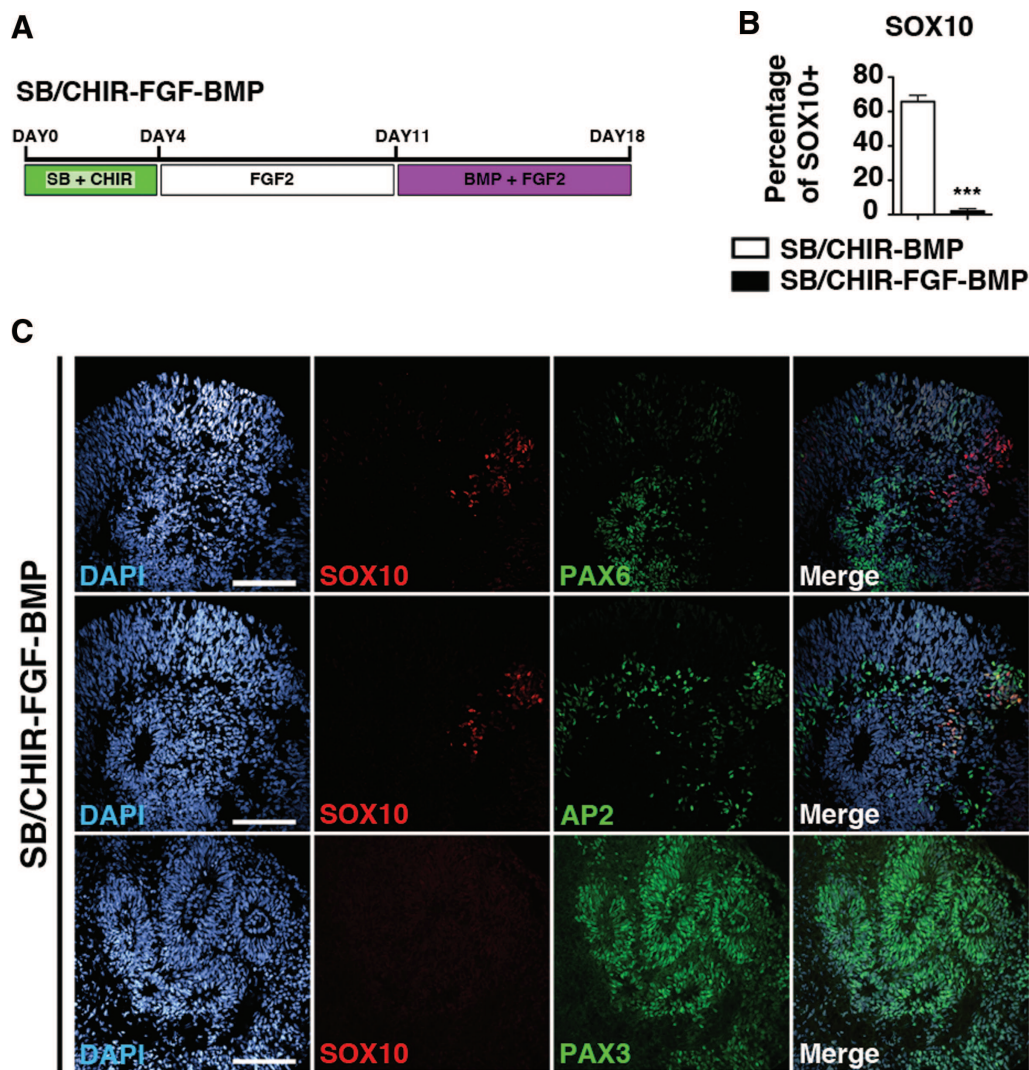 A
SB/CHIR-FGF-BMP
DAY0 DAY4 DAY11 DAY18
SB + CHIR FGF2 BMP + FGF2
B
SOX10
Percentage
of SOX10+
80
60
40
20
0
***
SB/CHIR-BMP
SB/CHIR-FGF-BMP
C
SB/CHIR-FGF-BMP
DAPI SOX10 PAX6 Merge
DAPI SOX10 AP2 Merge
DAPI SOX10 PAX3 Merge